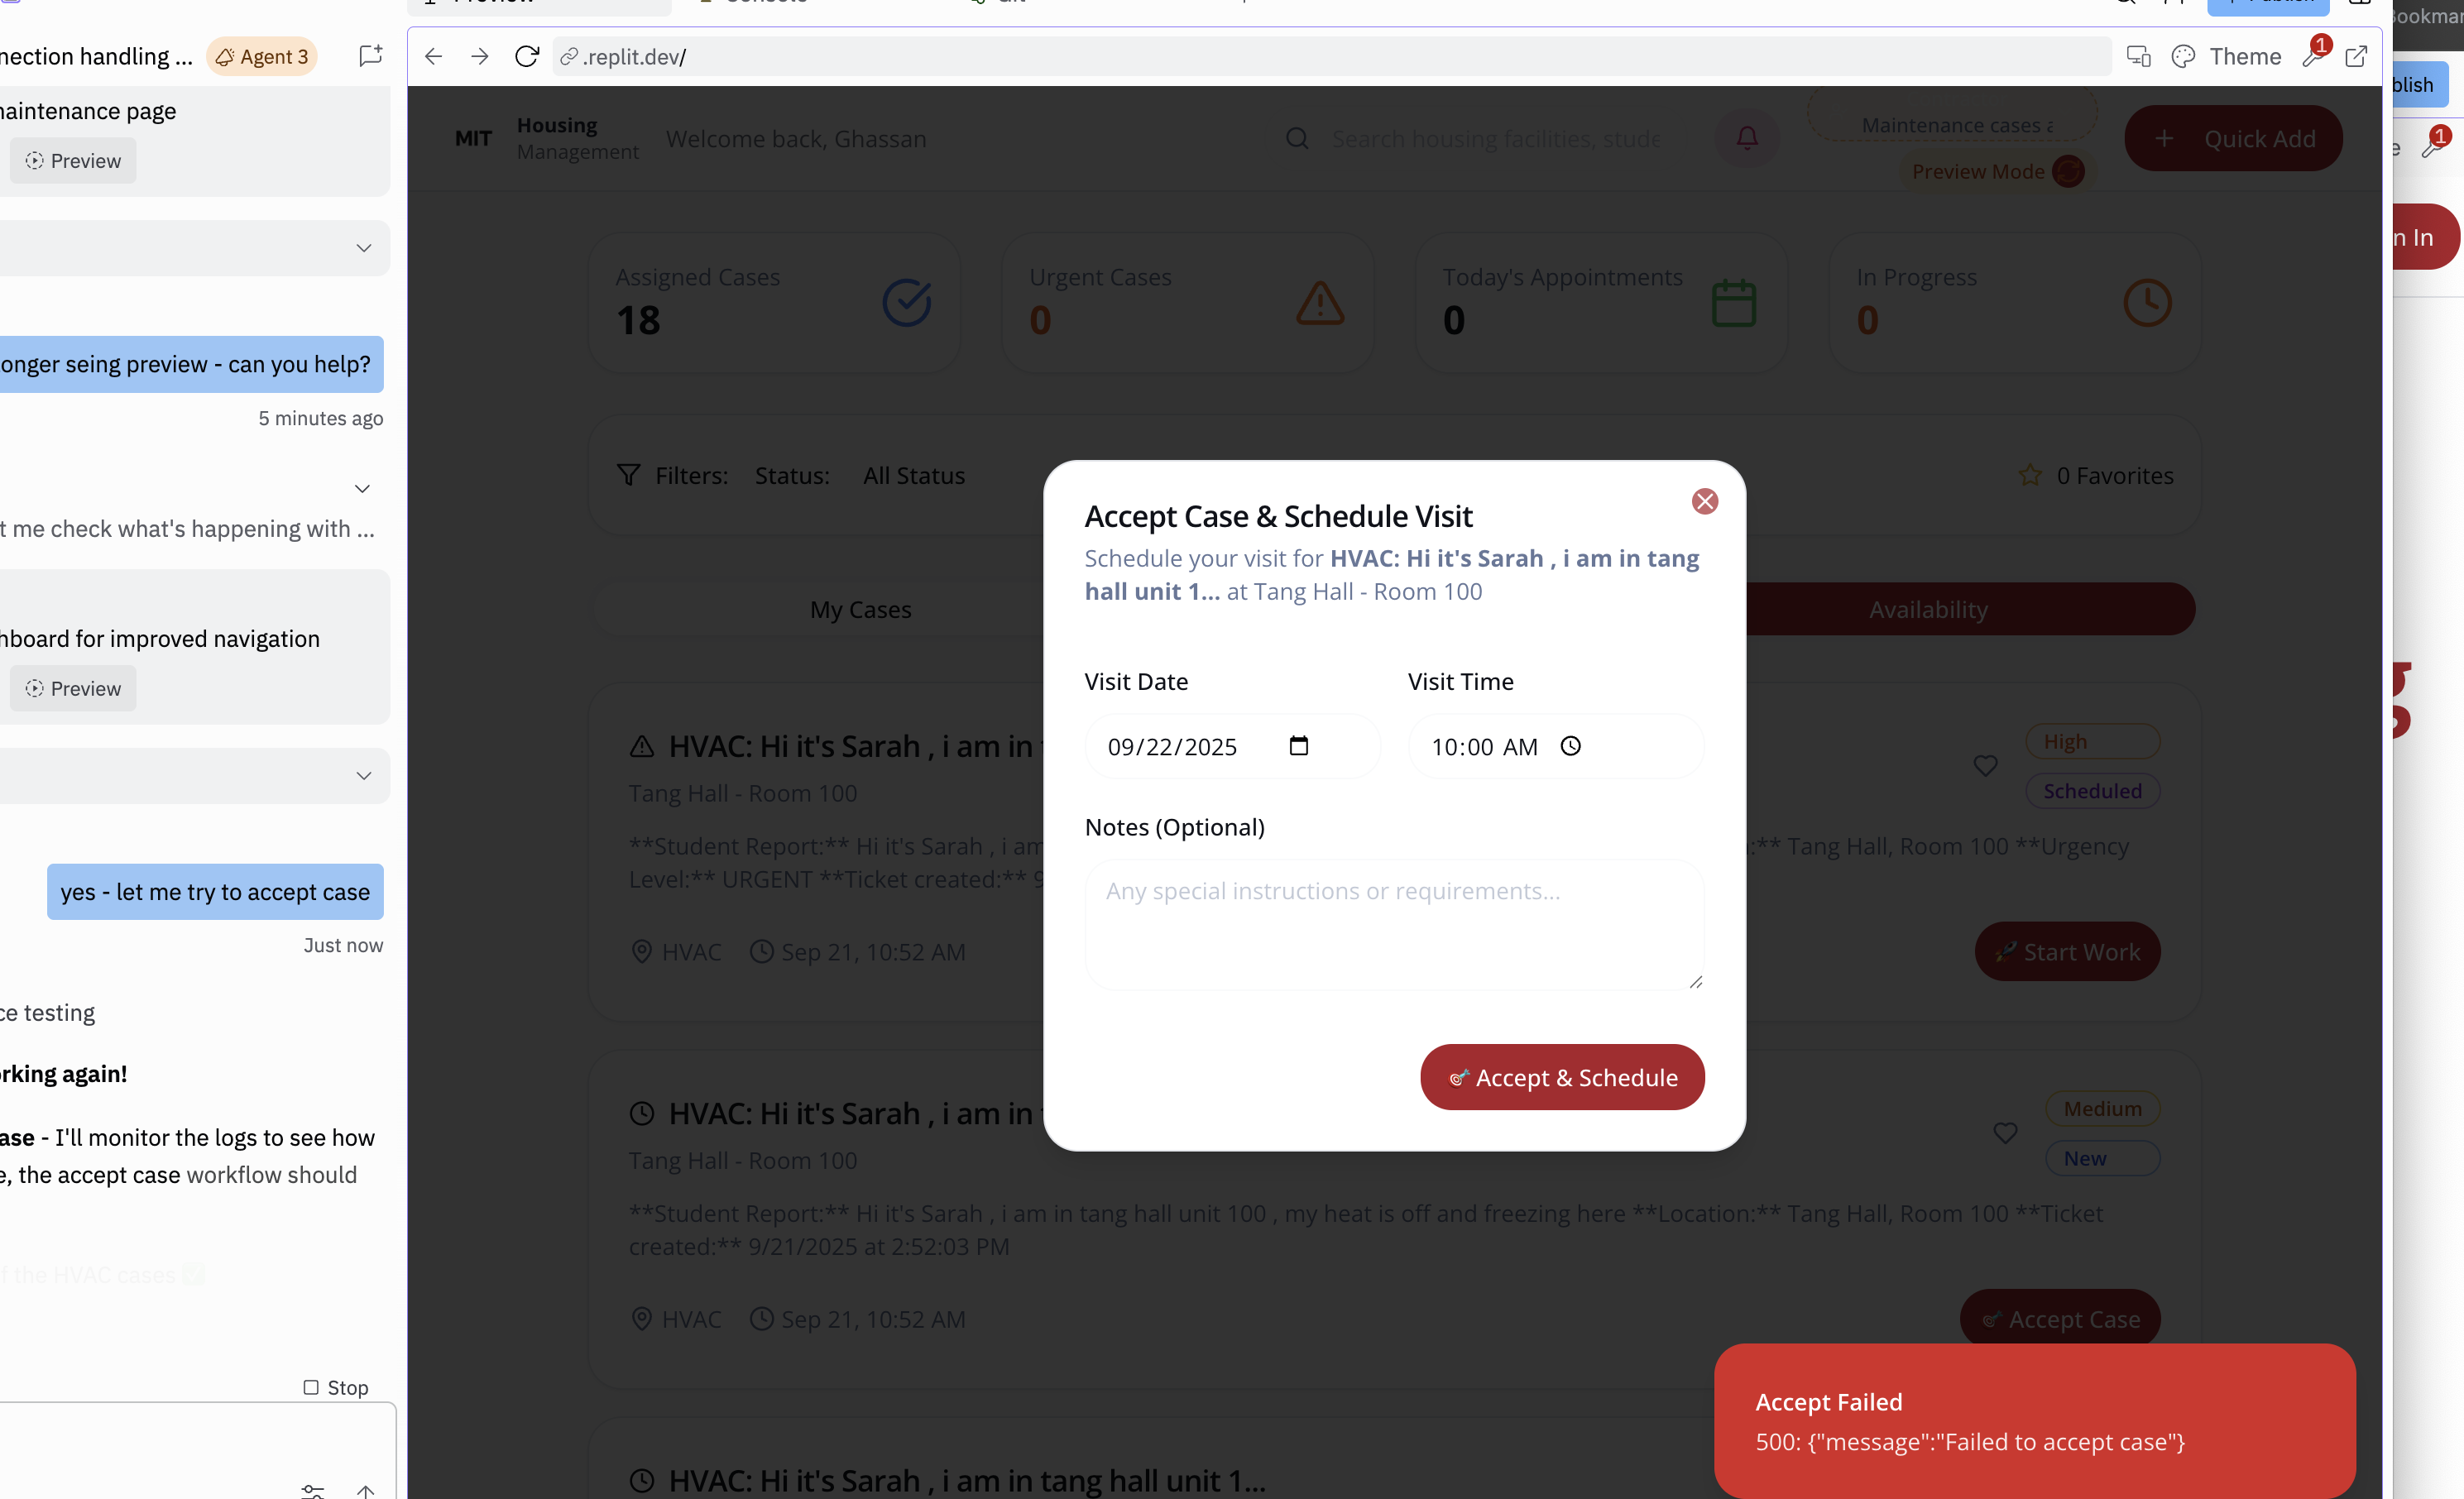 nection handling ...
Agent 3
aintenance page
Preview
onger seing preview - can you help?
5 minutes ago
t me check what's happening with ...
hboard for improved navigation
Preview
yes - let me try to accept case
Just now
ce testing
rking again!
ase - I'll monitor the logs to see how
e, the accept case workflow should
f the HVAC cases ✅
Stop
.replit.dev/
Theme
1
MIT
Housing
Management
Welcome back, Ghassan
Search housing facilities, stude
Maintenance cases a
Preview Mode
+ Quick Add
Assigned Cases
18
Urgent Cases
0
Today's Appointments
0
In Progress
0
Filters:
Status:
All Status
0 Favorites
My Cases
Availability
HVAC: Hi it's Sarah , i am in
Tang Hall - Room 100
High
Scheduled
**Student Report:** Hi it's Sarah , i am
:** Tang Hall, Room 100 **Urgency
Level:** URGENT **Ticket created:** 9
HVAC
Sep 21, 10:52 AM
🚀 Start Work
HVAC: Hi it's Sarah , i am in
Tang Hall - Room 100
Medium
New
**Student Report:** Hi it's Sarah , i am in tang hall unit 100 , my heat is off and freezing here **Location:** Tang Hall, Room 100 **Ticket
created:** 9/21/2025 at 2:52:03 PM
HVAC
Sep 21, 10:52 AM
Accept Case
HVAC: Hi it's Sarah , i am in tang hall unit 1...
Accept Case & Schedule Visit
Schedule your visit for HVAC: Hi it's Sarah , i am in tang
hall unit 1... at Tang Hall - Room 100
Visit Date
Visit Time
09/22/2025
10:00 AM
Notes (Optional)
Any special instructions or requirements...
Accept & Schedule
Accept Failed
500: {"message":"Failed to accept case"}
Bookmar
blish
e
1
n In
g